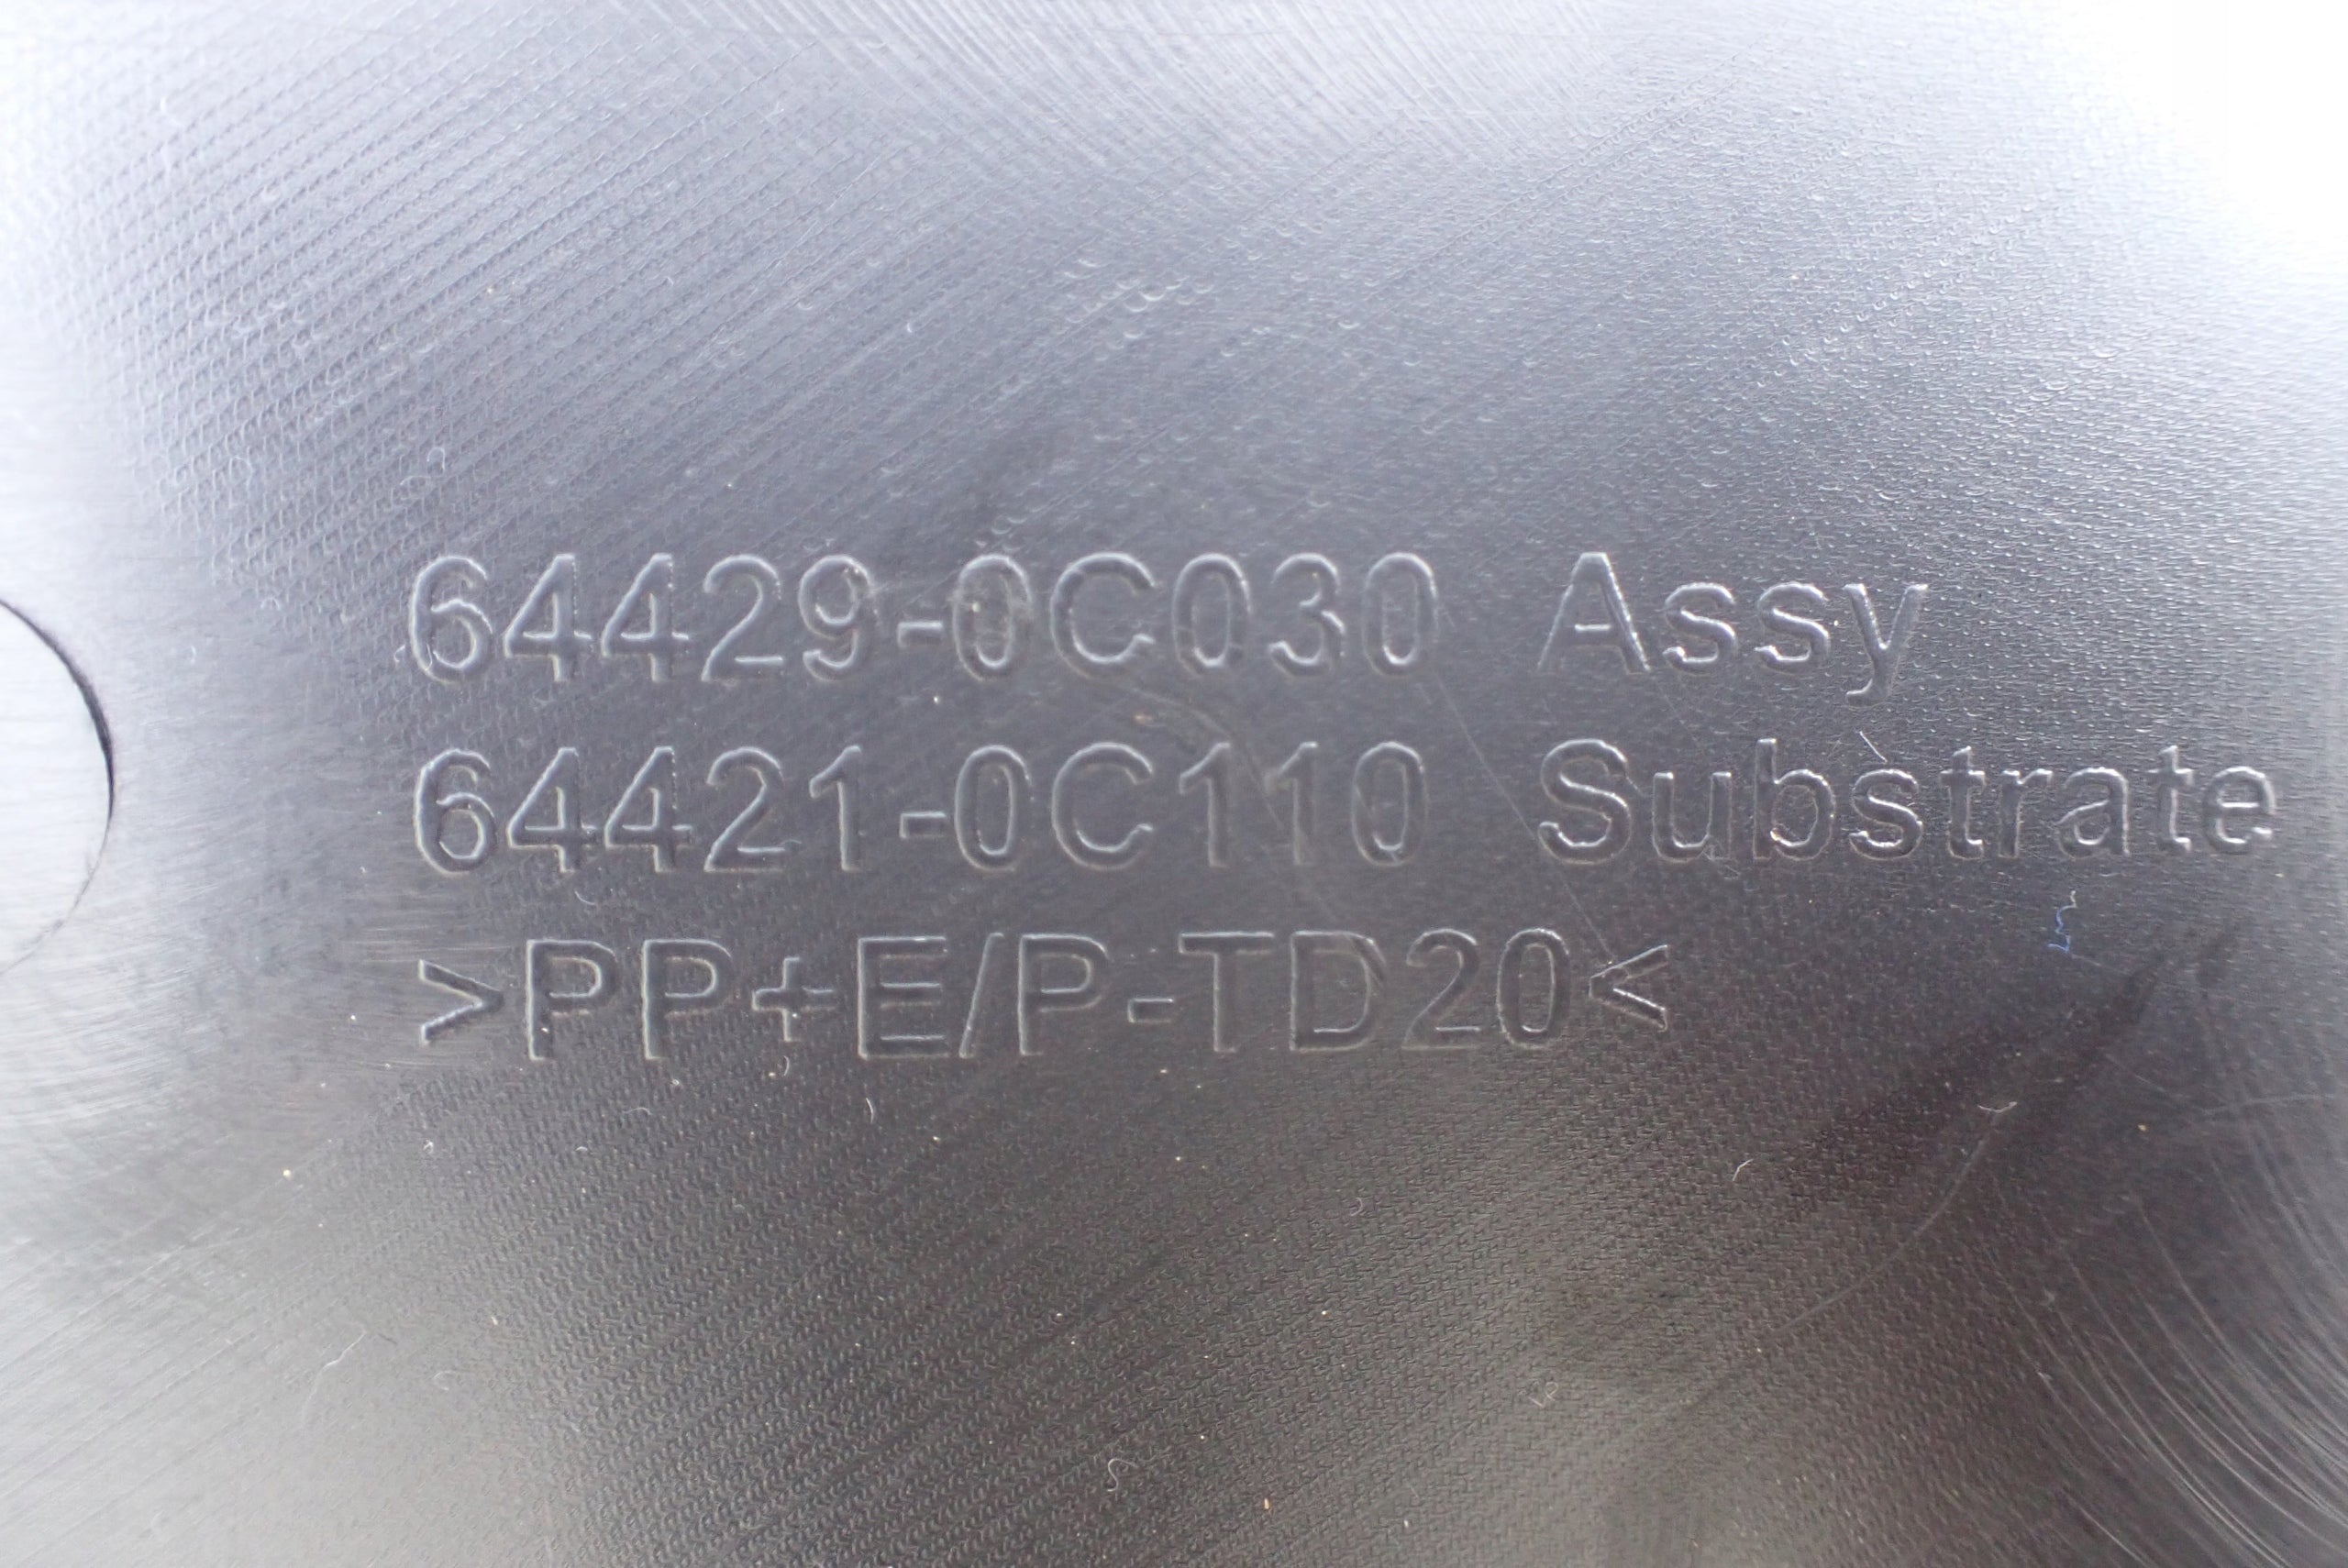 64429-0C030 Assy
64421-0C110 Substrate
>PP+E/P-TD20<